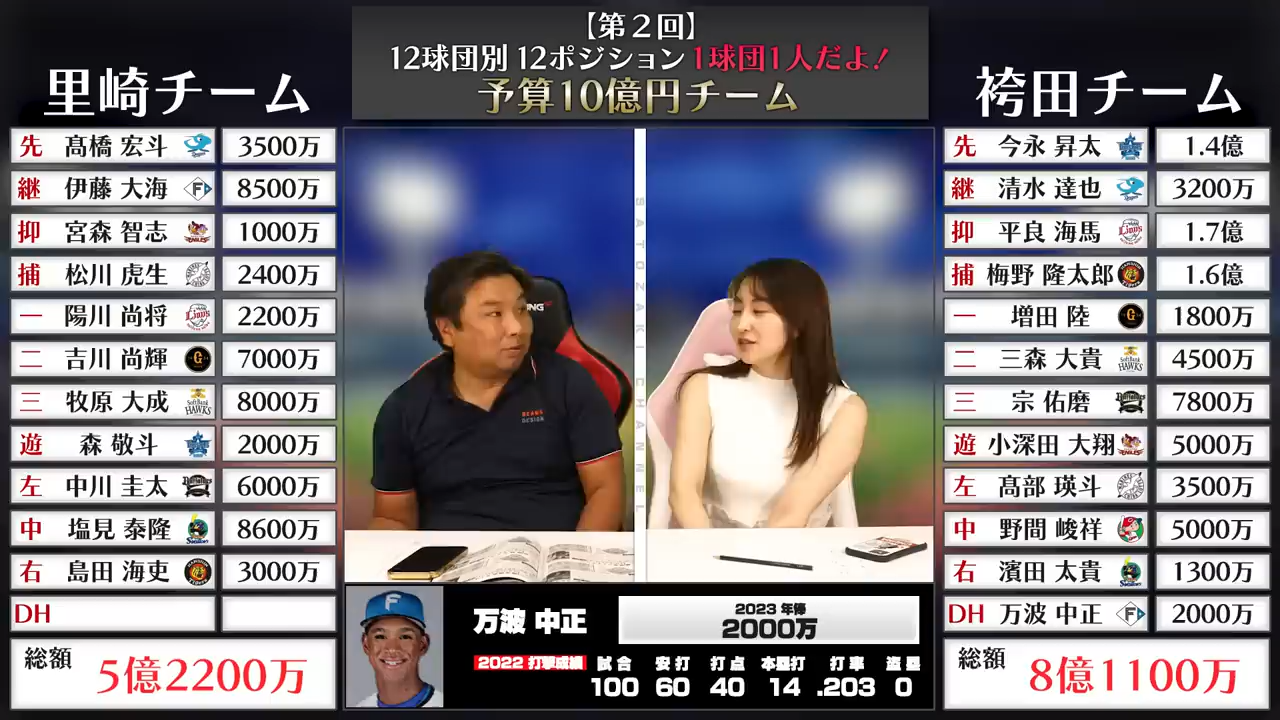 【第2回】
12球団別 12ポジション 1球団1人だよ!
予算10億円チーム
里崎チーム
先 髙橋 宏斗 3500万
継 伊藤 大海 F 8500万
抑 宮森 智志 EAGLES 1000万
捕 松川 虎生 2400万
一 陽川 尚将 Lions 2200万
二 吉川 尚輝 G 7000万
三 牧原 大成 SoftBank HAWKS 8000万
遊 森 敬斗 2000万
左 中川 圭太 Buffaloes 6000万
中 塩見 泰隆 Swallows 8600万
右 島田 海吏 3000万
DH
総額 5億2200万
袴田チーム
先 今永 昇太 1.4億
継 清水 達也 3200万
抑 平良 海馬 Lions 1.7億
捕 梅野 隆太郎 1.6億
一 増田 陸 G 1800万
二 三森 大貴 SoftBank HAWKS 4500万
三 宗 佑磨 Buffaloes 7800万
遊 小深田 大翔 EAGLES 5000万
左 髙部 瑛斗 3500万
中 野間 峻祥 5000万
右 濱田 太貴 Swallows 1300万
DH 万波 中正 F 2000万
総額 8億1100万
SATOZAKI CHANNEL
BEAMS
DESIGN
F
万波 中正
2023 年俸
2000万
2022 打撃成績 試合 安打 打点 本塁打 打率 盗塁
100 60 40 14 .203 0